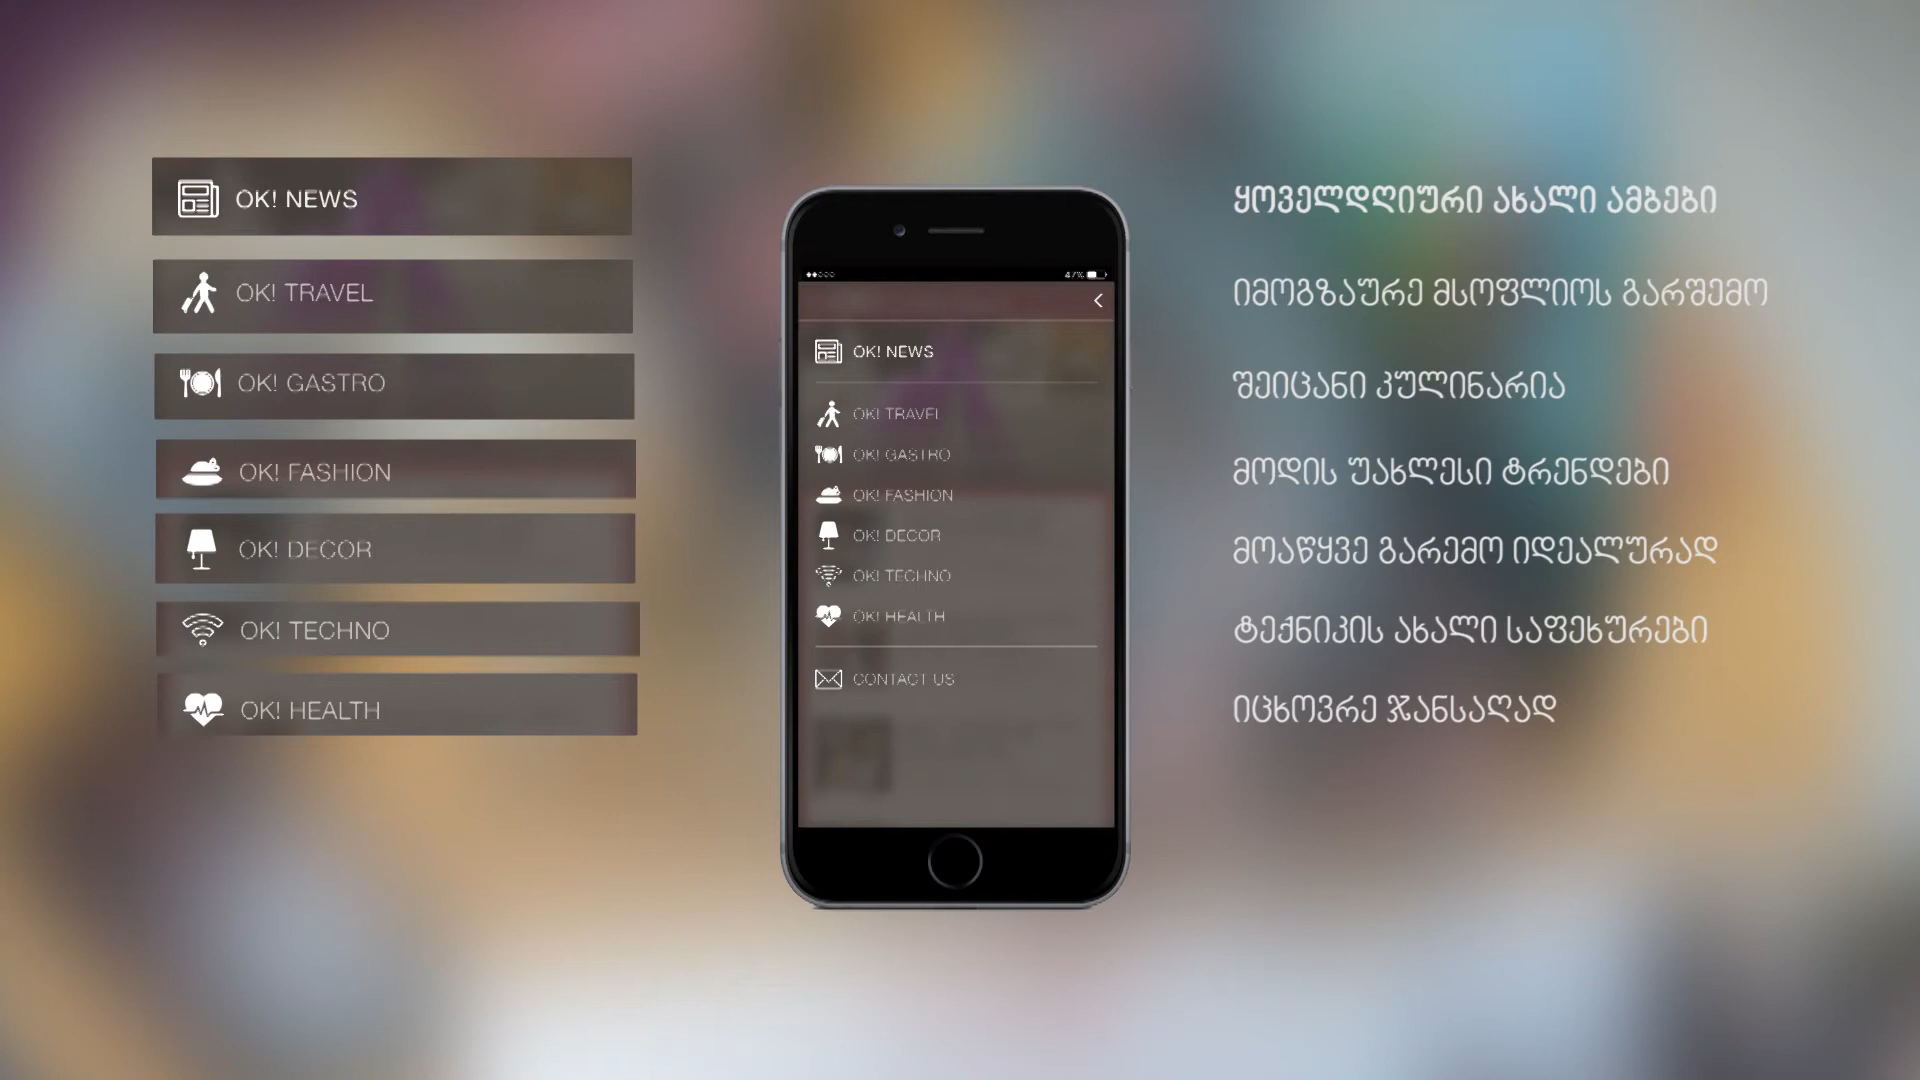 OK! NEWS
OK! TRAVEL
OK! GASTRO
OK! FASHION
OK! DECOR
OK! TECHNO
OK! HEALTH
47%
OK! NEWS
OK! TRAVEL
OK! GASTRO
OK! FASHION
OK! DECOR
OK! TECHNO
OK! HEALTH
CONTACT US
ყოველდღიური ახალი ამბები
იმოგზაურე მსოფლიოს გარშემო
შეიცანი კულინარია
მოდის უახლესი ტრენდები
მოაწყვე გარემო იდეალურად
ტექნიკის ახალი საფეხურები
იცხოვრე ჯანსაღად